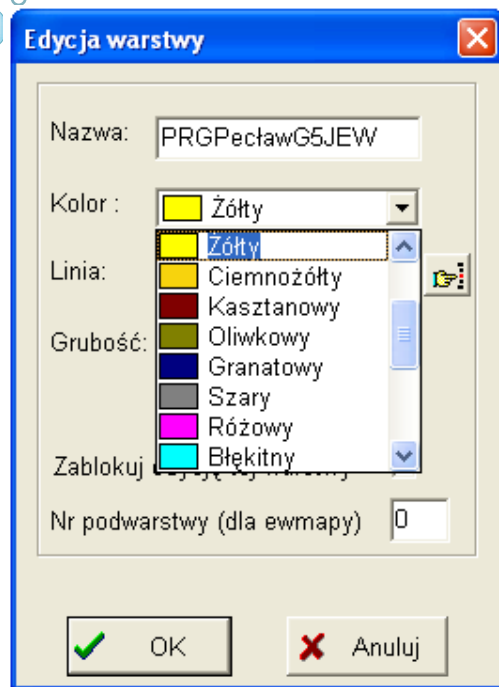 Edycja warstwy
Nazwa: PRGPecławG5JEW
Kolor : Żółty
Żółty
Linia:
Ciemnożółty
Kasztanowy
Grubość:
Oliwkowy
Granatowy
Szary
Różowy
Błękitny
Zablokuj
Nr podwarstwy (dla ewmapy) 0
OK
Anuluj